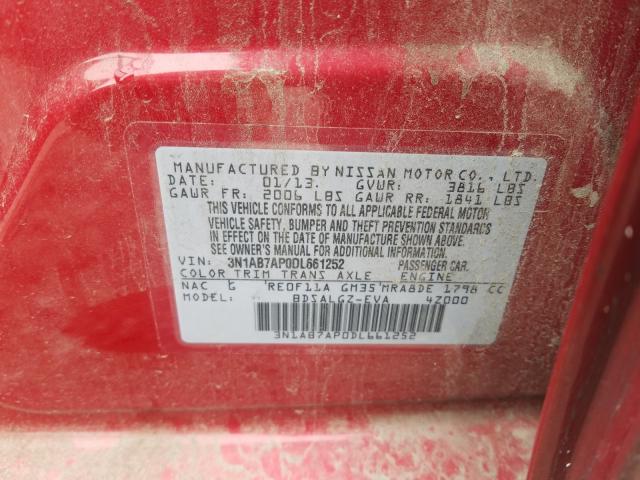 MANUFACTURED BY NISSAN MOTOR CO., LTD.
DATE: 01/13. GVWR: 3816 LBS
GAWR FR: 2006 LBS GAWR RR: 1841 LBS
THIS VEHICLE CONFORMS TO ALL APPLICABLE FEDERAL MOTOR
VEHICLE SAFETY, BUMPER AND THEFT PREVENTION STANDARDS
IN EFFECT ON THE DATE OF MANUFACTURE SHOWN ABOVE.
SEE OWNER'S MANUAL FOR ADDITIONAL INFORMATION.
VIN: 3N1AB7AP0DL661252 PASSENGER CAR.
COLOR TRIM TRANS AXLE ENGINE
NAC G RE0F11A GM35 MRA8DE 1798 CC
MODEL: BDSALGZ-EVA 4Z000
3N1AB7AP0DL661252